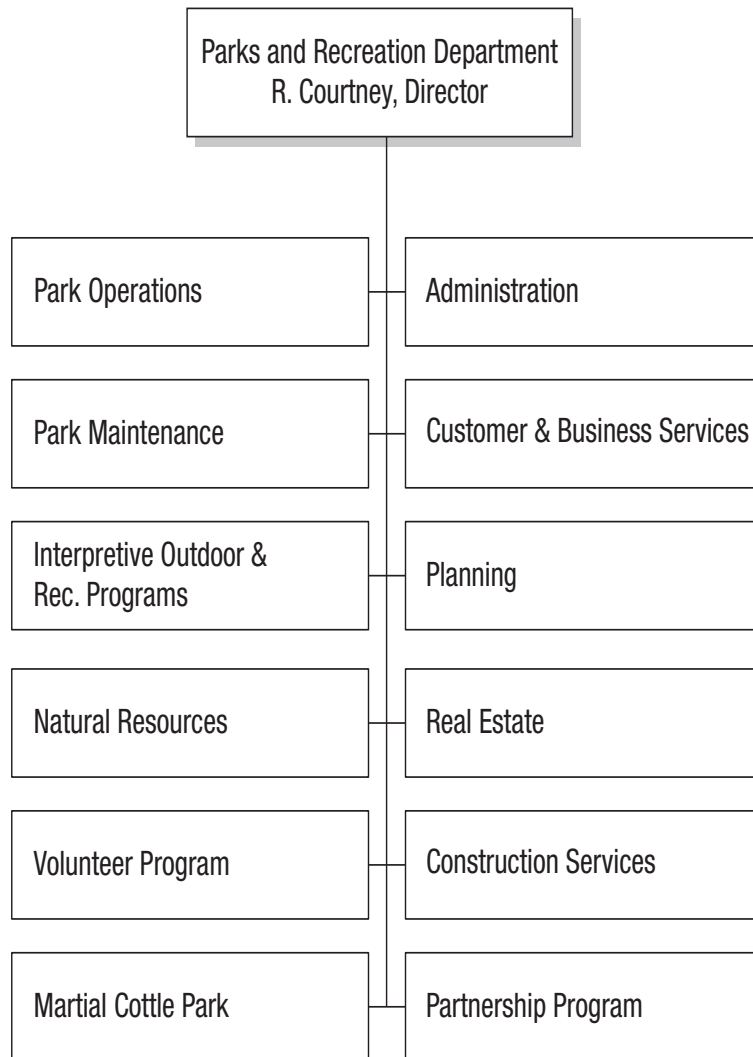 Parks and Recreation Department
R. Courtney, Director
Park Operations
Administration
Park Maintenance
Customer & Business Services
Interpretive Outdoor &
Rec. Programs
Planning
Natural Resources
Real Estate
Volunteer Program
Construction Services
Martial Cottle Park
Partnership Program